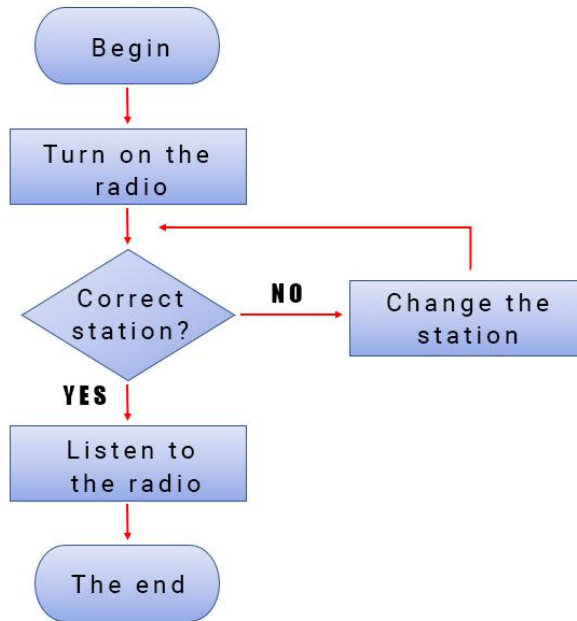 Begin
Turn on the
radio
Correct
station?
NO
Change the
station
YES
Listen to
the radio
The end